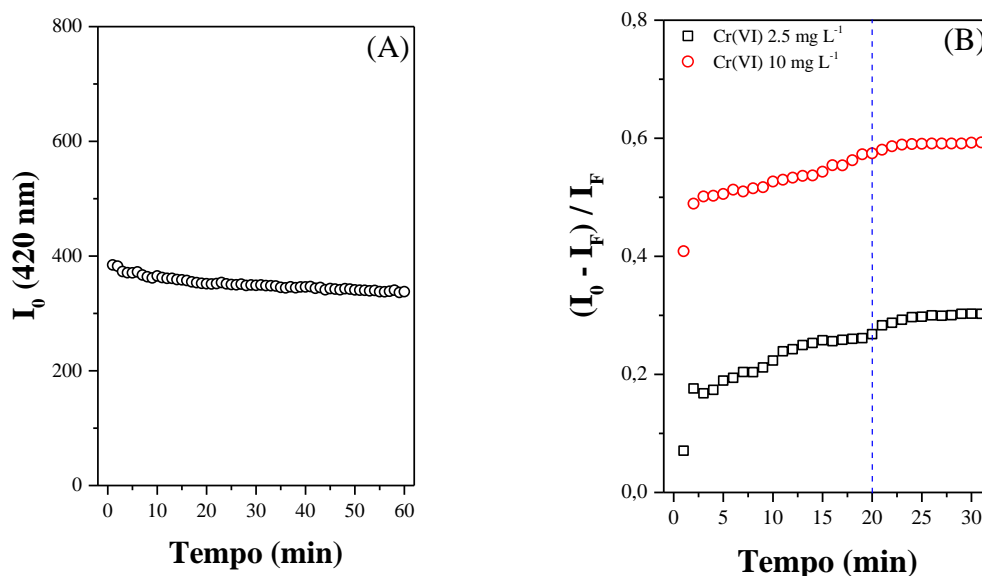 (A)
I₀ (420 nm)
800
600
400
200
0
0 10 20 30 40 50 60
Tempo (min)
(B)
Cr(VI) 2.5 mg L⁻¹
Cr(VI) 10 mg L⁻¹
(I₀ - I_F) / I_F
0,8
0,6
0,4
0,2
0,0
0 5 10 15 20 25 30
Tempo (min)